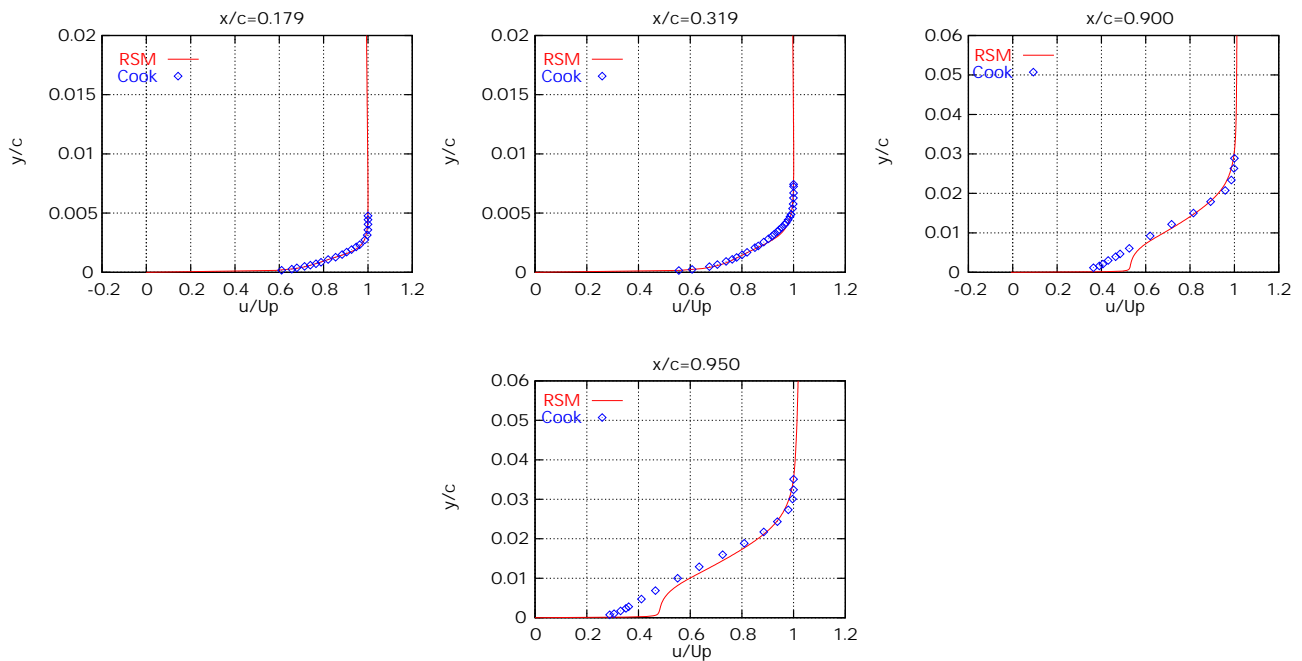 x/c=0.179
0.02
0.015
0.01
0.005
0
-0.2 0 0.2 0.4 0.6 0.8 1 1.2
y/c
u/Up
RSM
Cook
x/c=0.319
0.02
0.015
0.01
0.005
0
0 0.2 0.4 0.6 0.8 1 1.2
y/c
u/Up
RSM
Cook
x/c=0.900
0.06
0.05
0.04
0.03
0.02
0.01
0
-0.2 0 0.2 0.4 0.6 0.8 1 1.2
y/c
u/Up
RSM
Cook
x/c=0.950
0.06
0.05
0.04
0.03
0.02
0.01
0
0 0.2 0.4 0.6 0.8 1 1.2
y/c
u/Up
RSM
Cook